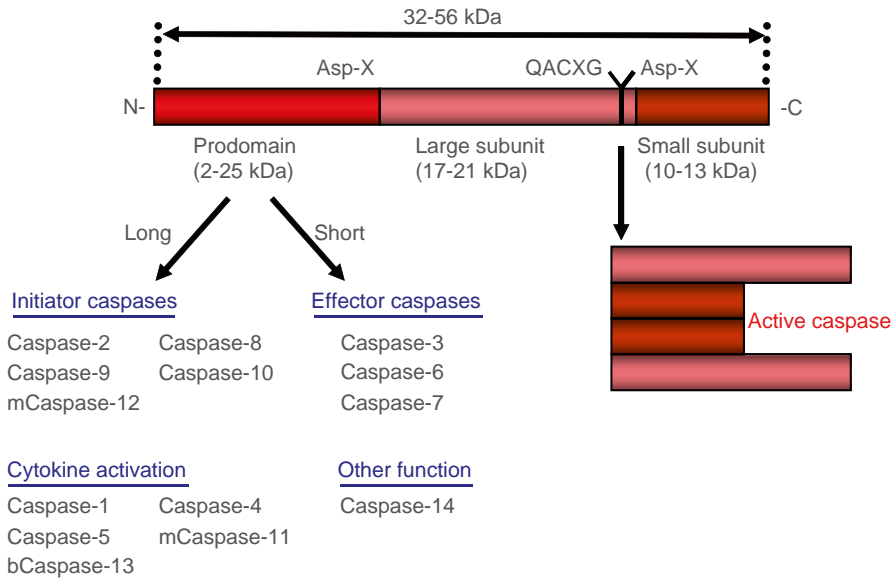 32-56 kDa
Asp-X
QACXG
Asp-X
N-
-C
Prodomain
(2-25 kDa)
Large subunit
(17-21 kDa)
Small subunit
(10-13 kDa)
Long
Short
Initiator caspases
Caspase-2
Caspase-8
Caspase-9
Caspase-10
mCaspase-12
Effector caspases
Caspase-3
Caspase-6
Caspase-7
Active caspase
Cytokine activation
Caspase-1
Caspase-4
Caspase-5
mCaspase-11
bCaspase-13
Other function
Caspase-14